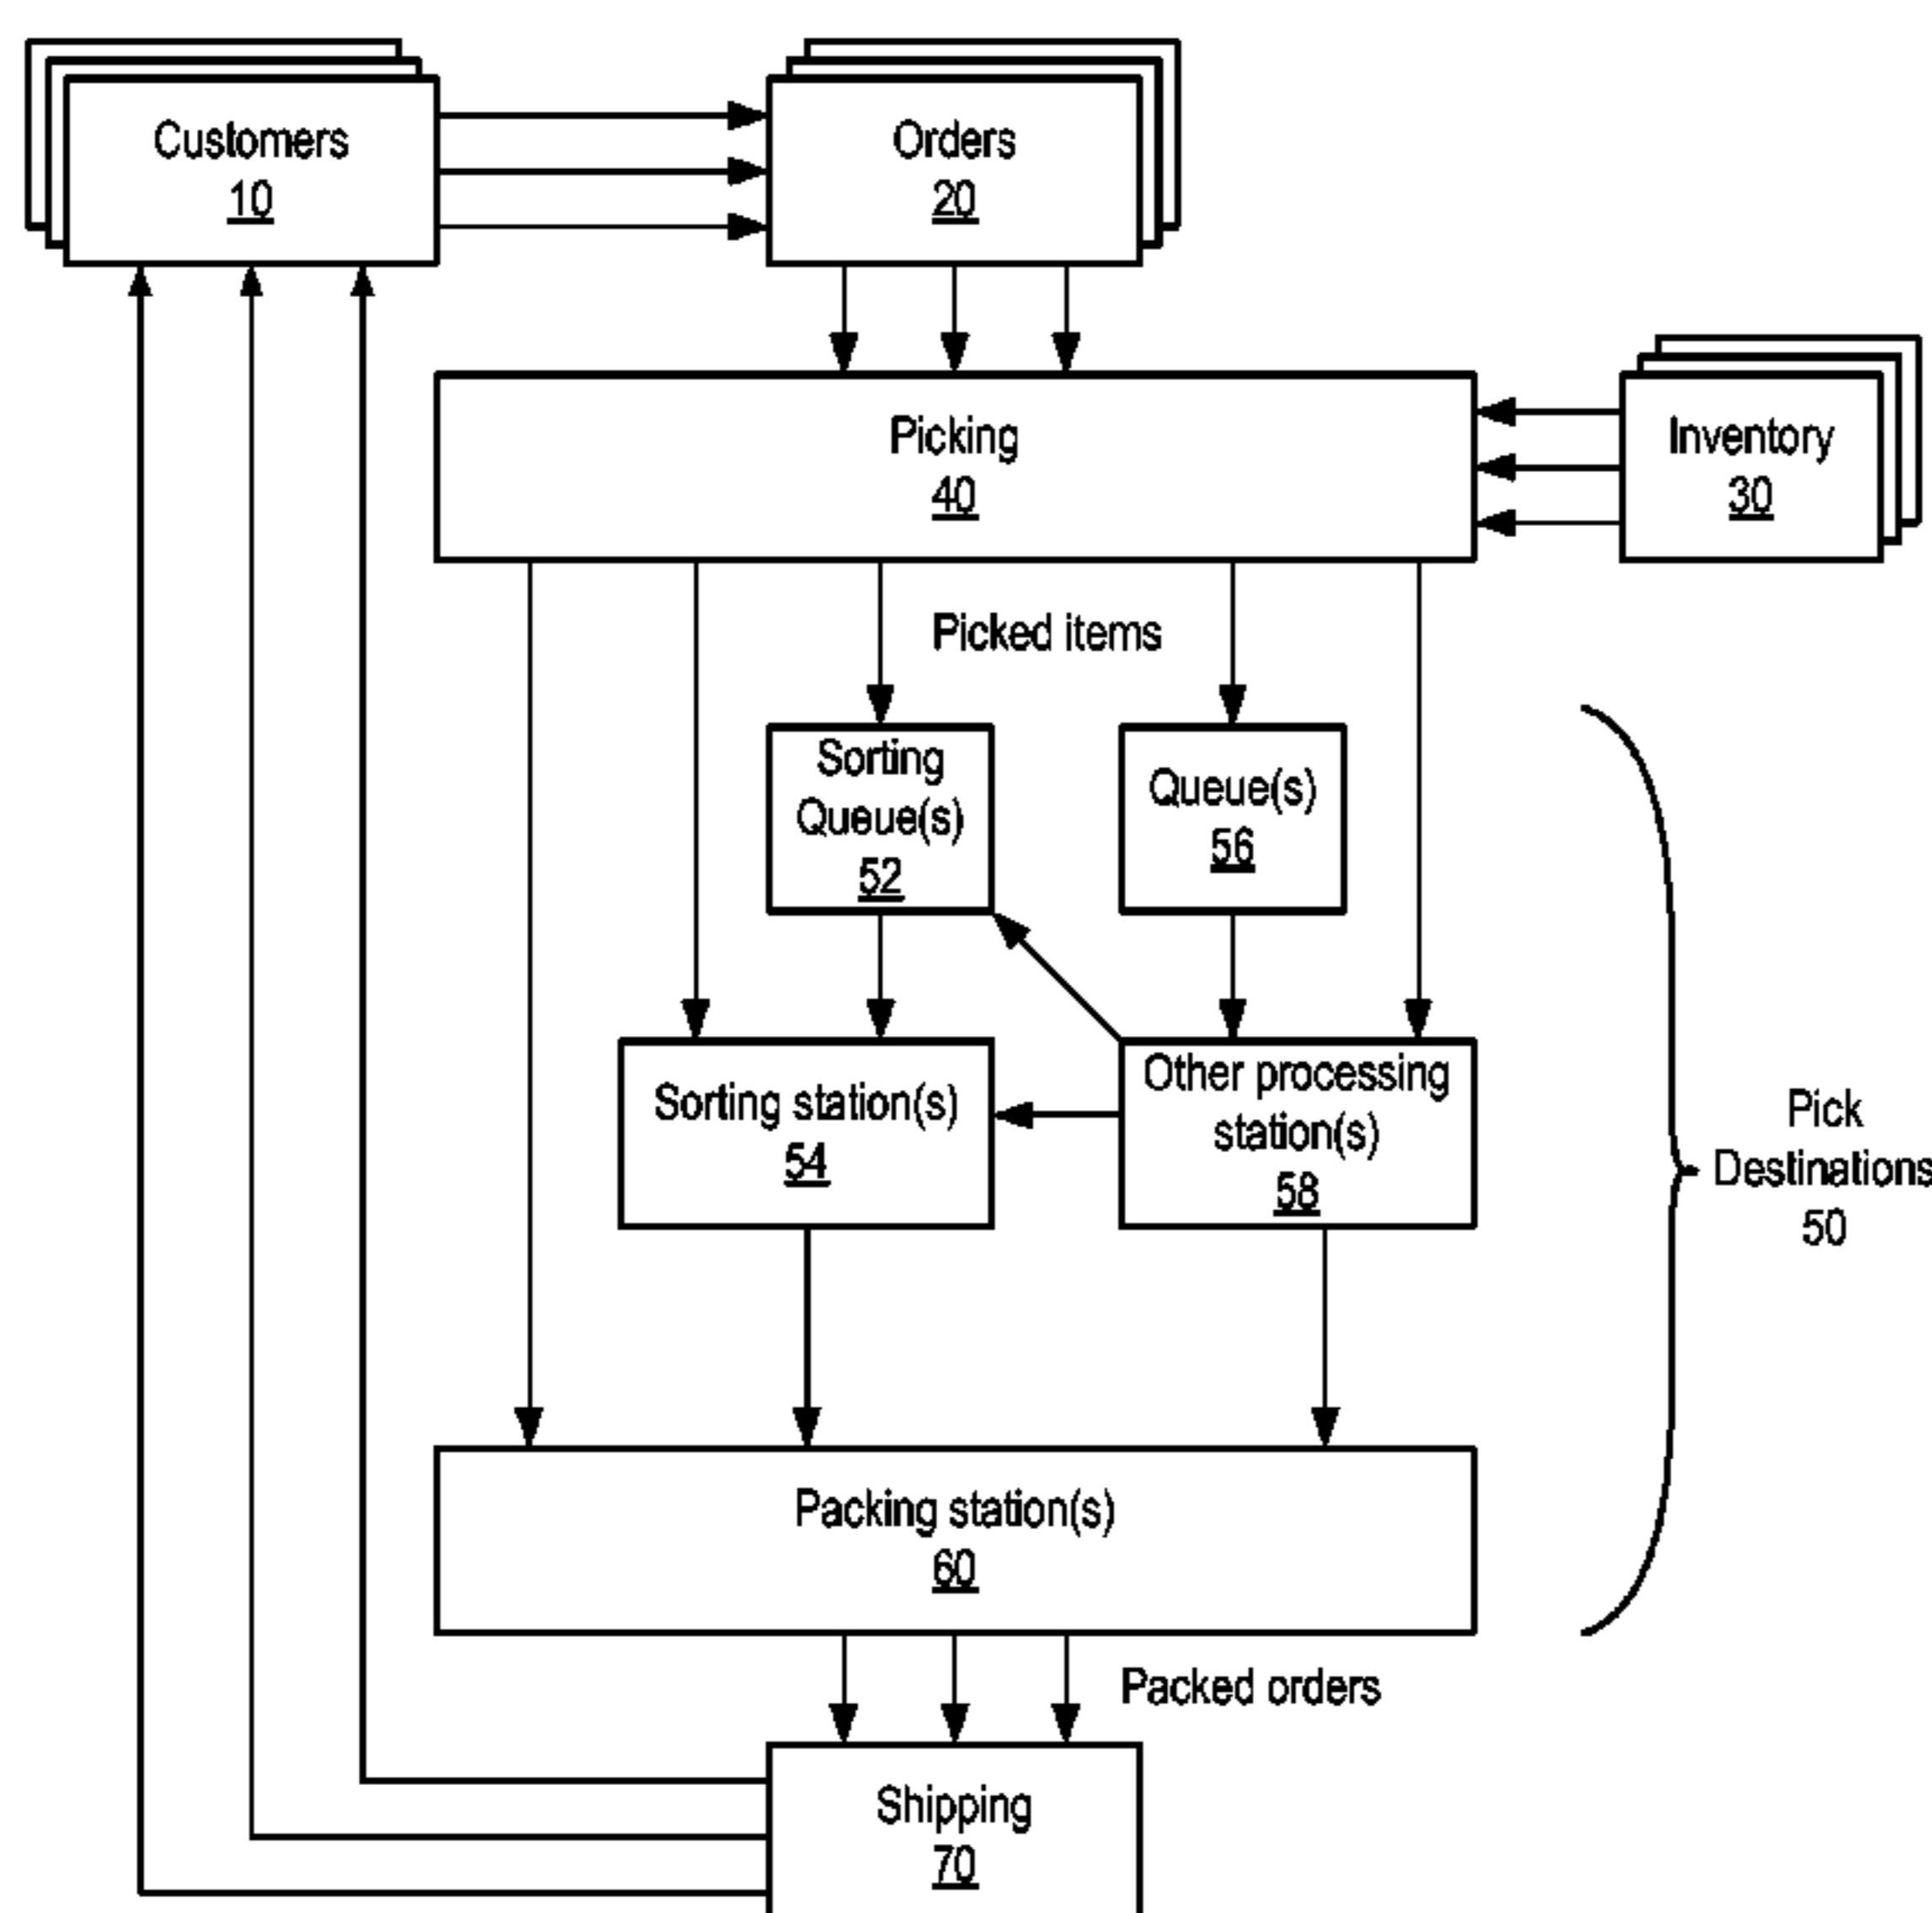 Customers
10
Orders
20
Picking
40
Inventory
30
Picked items
Sorting
Queue(s)
52
Queue(s)
56
Sorting station(s)
54
Other processing
station(s)
58
Pick
Destinations
50
Packing station(s)
60
Packed orders
Shipping
70